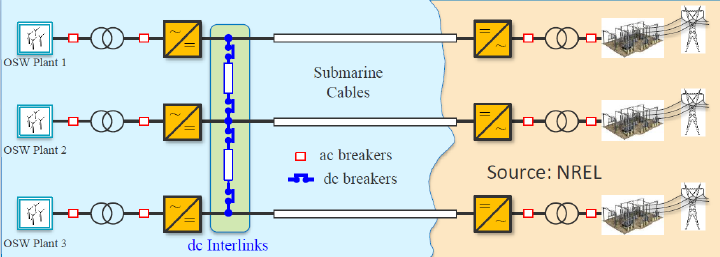 OSW Plant 1
Submarine
Cables
OSW Plant 2
ac breakers
dc breakers
Source: NREL
OSW Plant 3
dc Interlinks